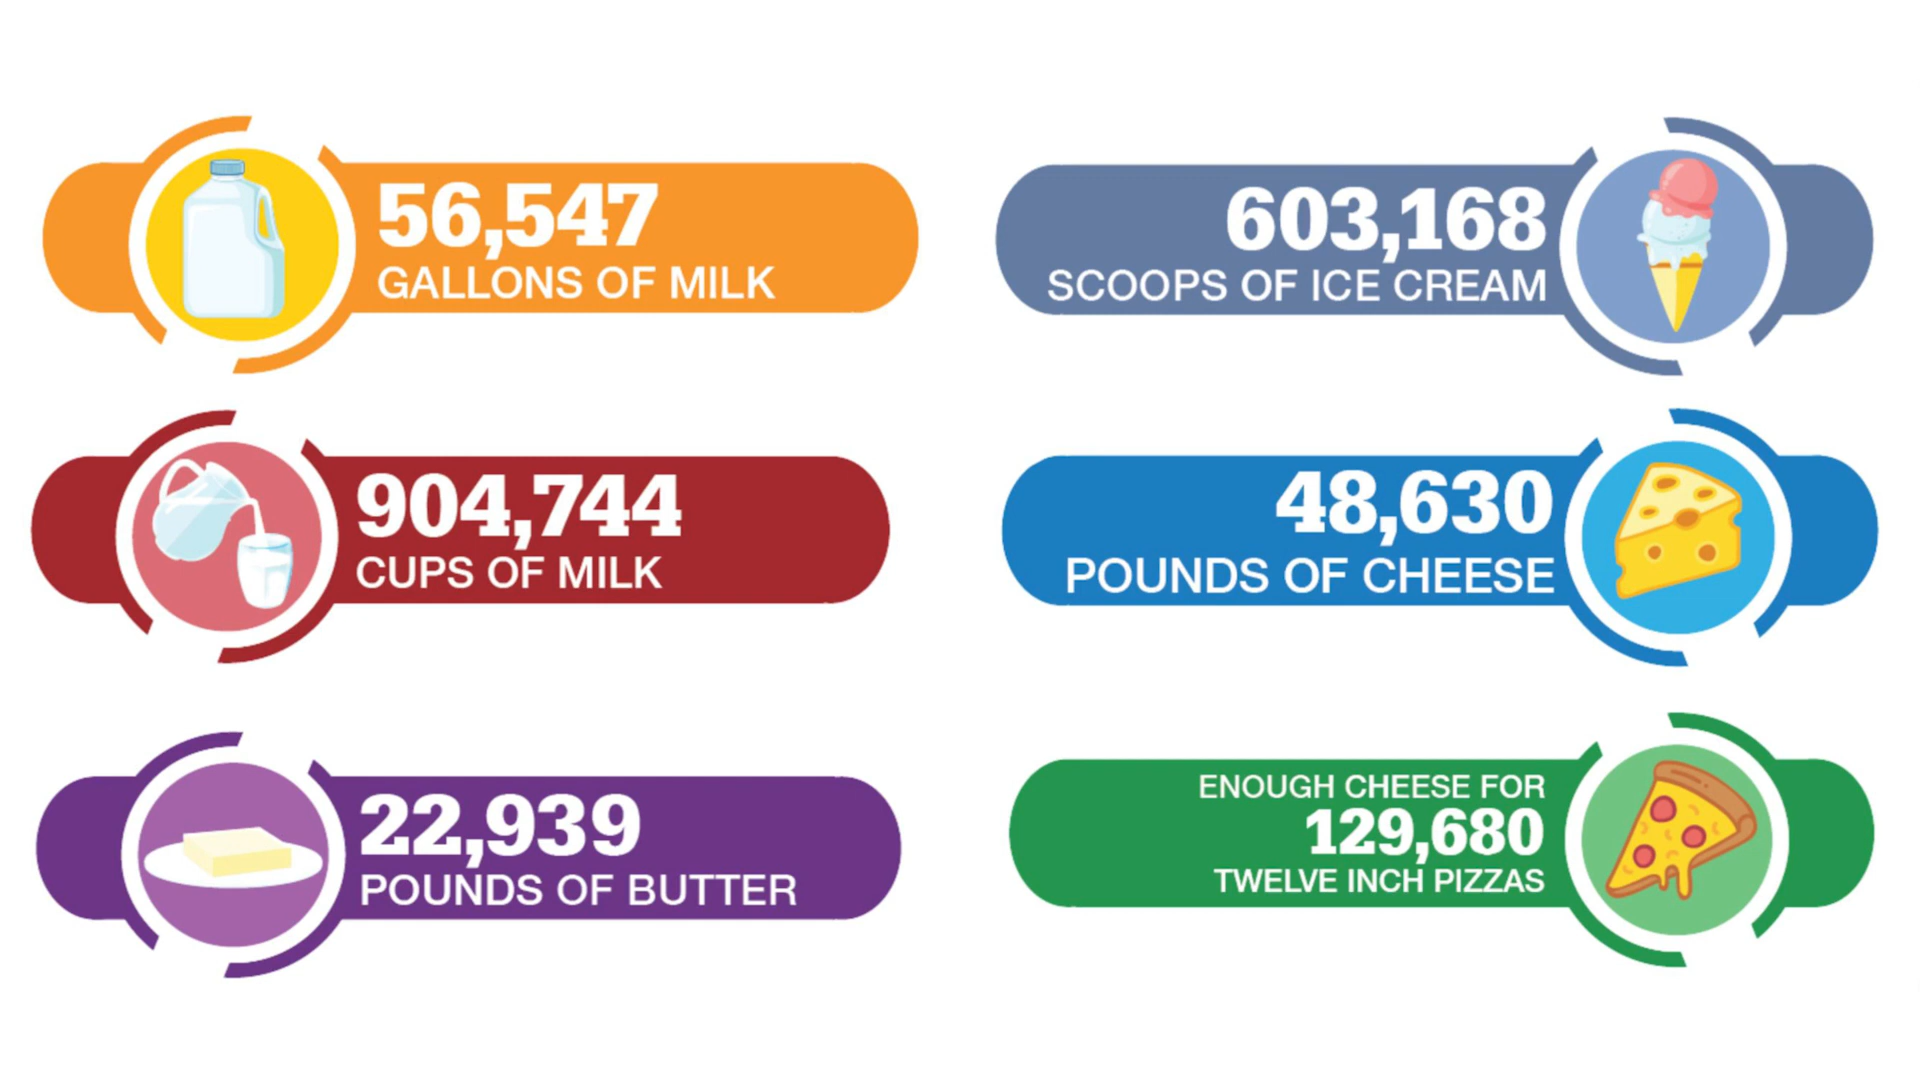 56,547
GALLONS OF MILK
904,744
CUPS OF MILK
22,939
POUNDS OF BUTTER
603,168
SCOOPS OF ICE CREAM
48,630
POUNDS OF CHEESE
ENOUGH CHEESE FOR
129,680
TWELVE INCH PIZZAS